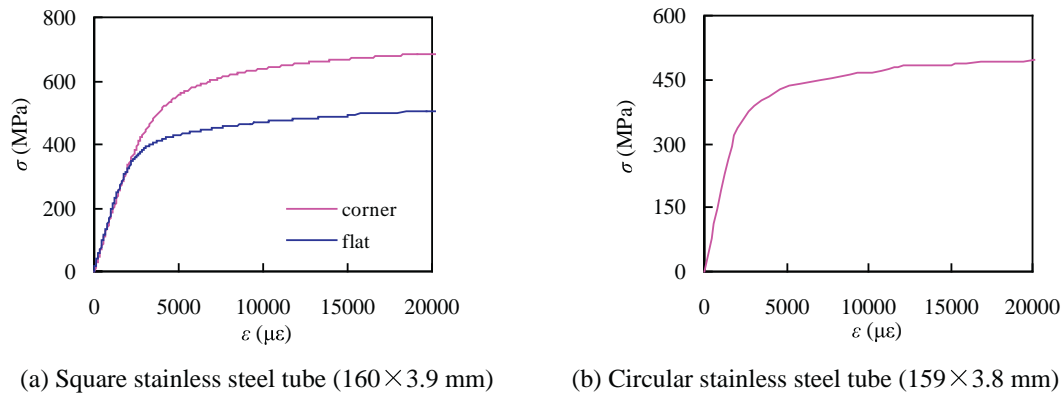 800
600
400
200
0
σ (MPa)
corner
flat
0 5000 10000 15000 20000
ε (με)
(a) Square stainless steel tube (160×3.9 mm)
600
450
300
150
0
σ (MPa)
0 5000 10000 15000 20000
ε (με)
(b) Circular stainless steel tube (159×3.8 mm)